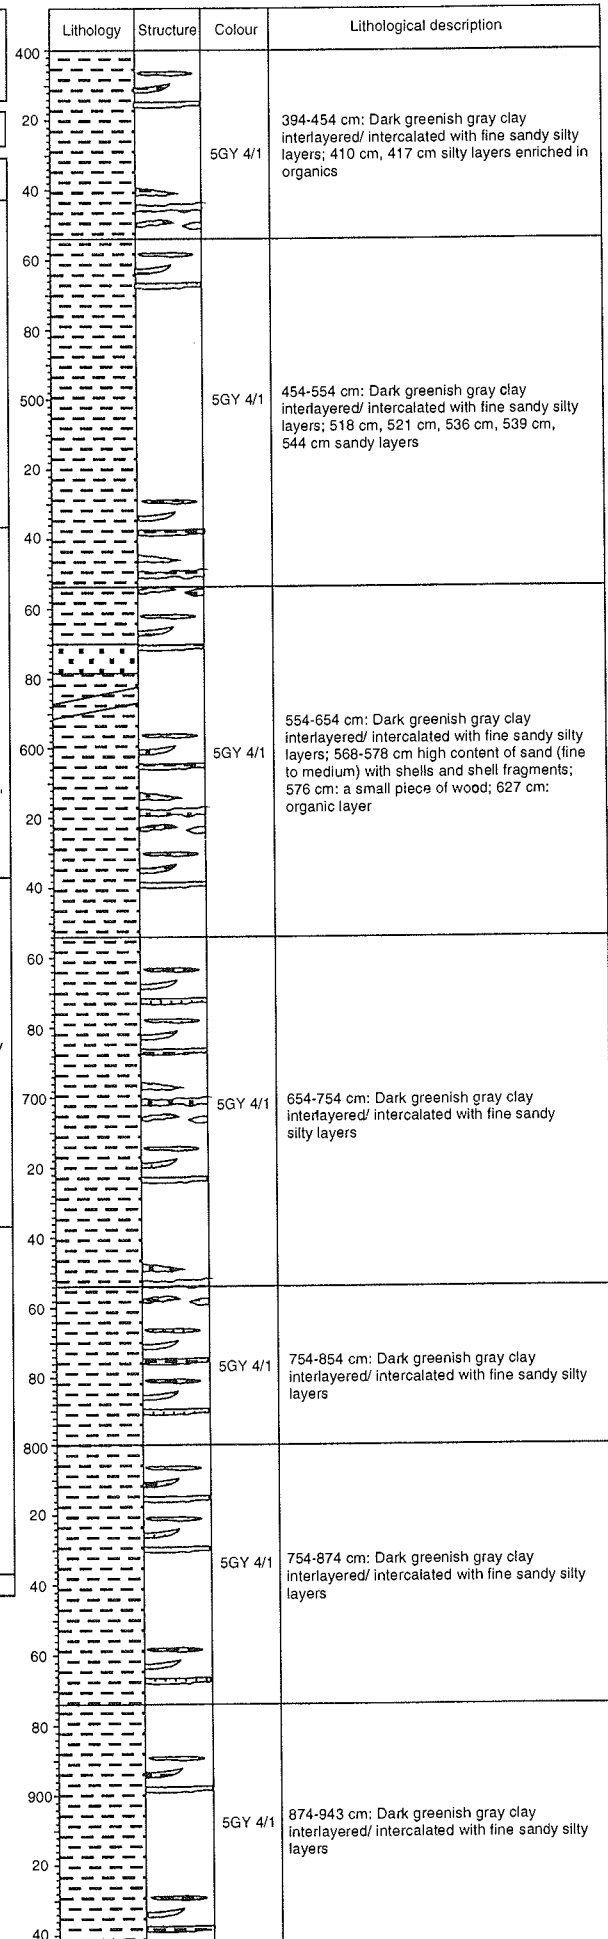 Lithology Structure Colour Lithological description
400
20
40
60
80
500
20
40
60
80
600
20
40
60
80
700
20
40
60
80
800
20
40
60
80
900
20
40
5GY 4/1
394-454 cm: Dark greenish gray clay
interlayered/ intercalated with fine sandy silty
layers; 410 cm, 417 cm silty layers enriched in
organics
5GY 4/1
454-554 cm: Dark greenish gray clay
interlayered/ intercalated with fine sandy silty
layers; 518 cm, 521 cm, 536 cm, 539 cm,
544 cm sandy layers
5GY 4/1
554-654 cm: Dark greenish gray clay
interlayered/ intercalated with fine sandy silty
layers; 568-578 cm high content of sand (fine
to medium) with shells and shell fragments;
576 cm: a small piece of wood; 627 cm:
organic layer
5GY 4/1
654-754 cm: Dark greenish gray clay
interlayered/ intercalated with fine sandy
silty layers
5GY 4/1
754-854 cm: Dark greenish gray clay
interlayered/ intercalated with fine sandy silty
layers
5GY 4/1
754-874 cm: Dark greenish gray clay
interlayered/ intercalated with fine sandy silty
layers
5GY 4/1
874-943 cm: Dark greenish gray clay
interlayered/ intercalated with fine sandy silty
layers